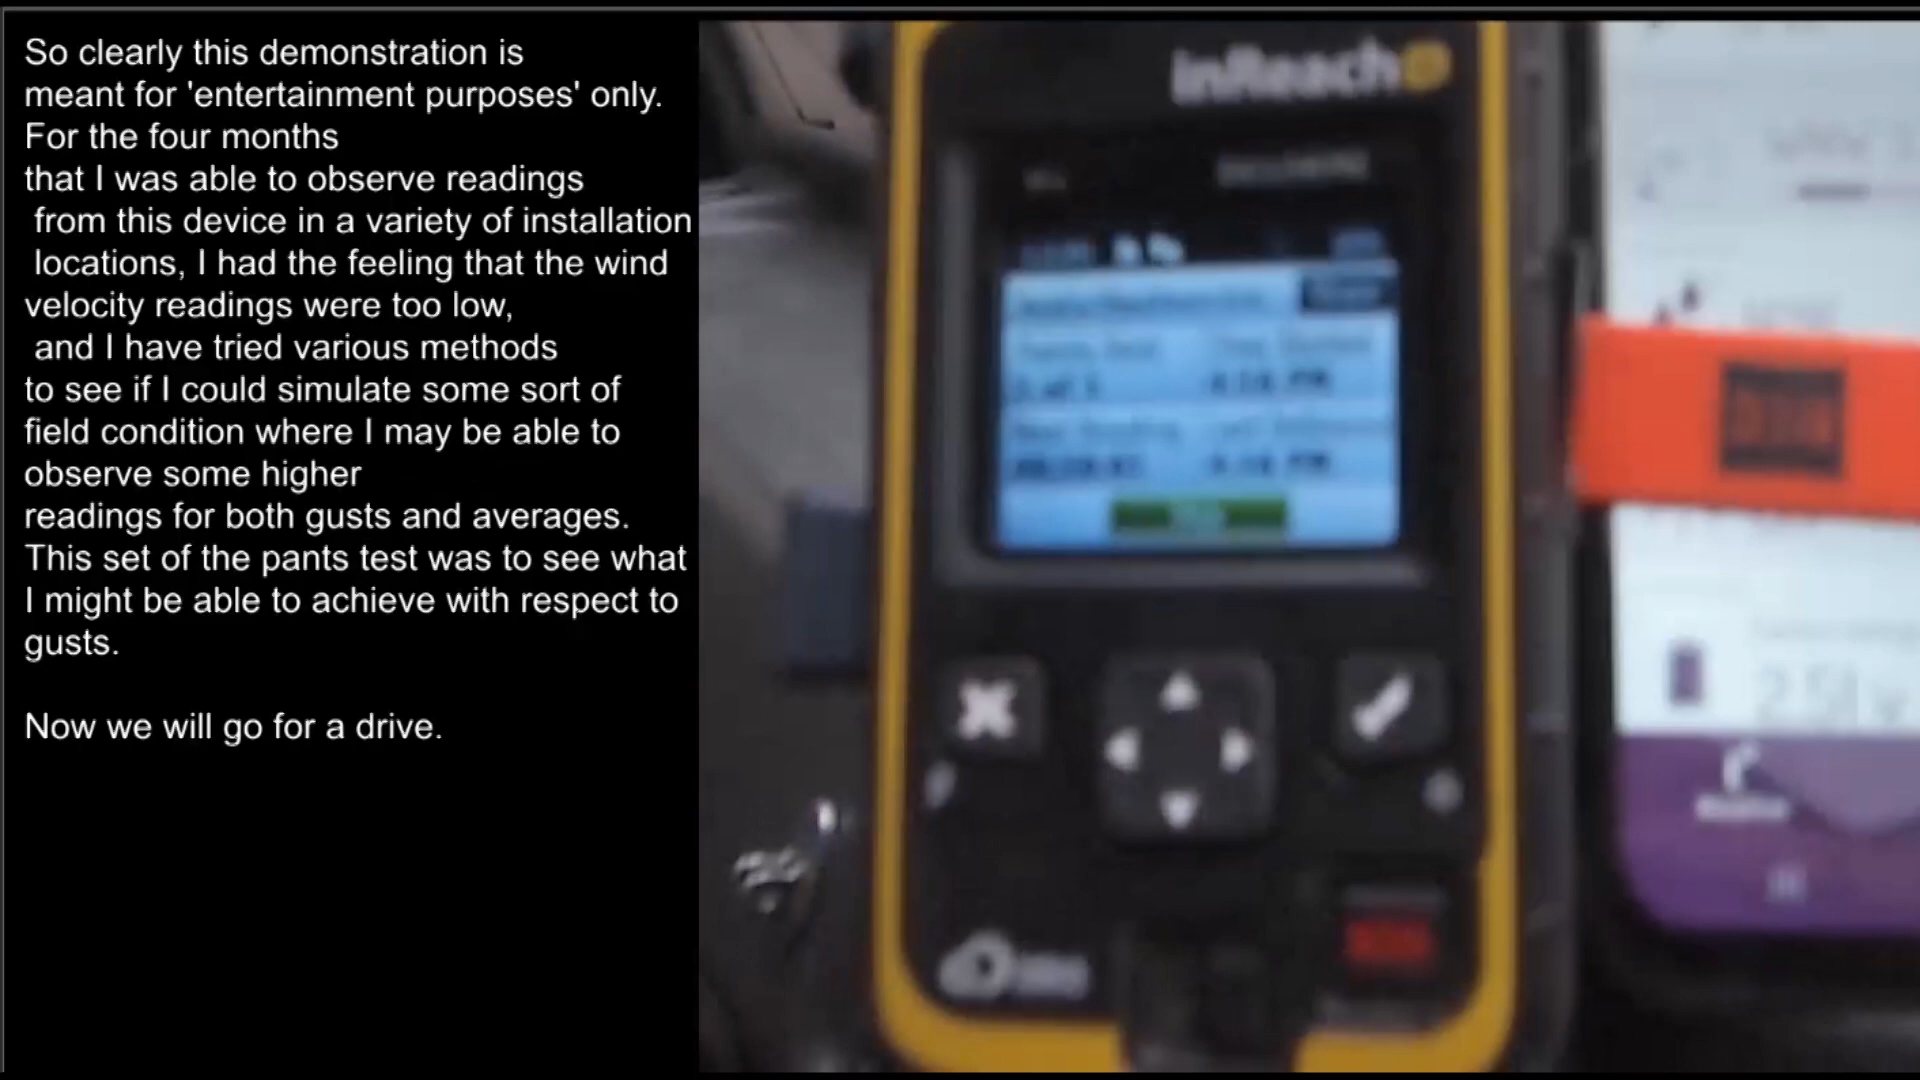 So clearly this demonstration is
meant for 'entertainment purposes' only.
For the four months
that I was able to observe readings
from this device in a variety of installation
locations, I had the feeling that the wind
velocity readings were too low,
and I have tried various methods
to see if I could simulate some sort of
field condition where I may be able to
observe some higher
readings for both gusts and averages.
This set of the pants test was to see what
I might be able to achieve with respect to
gusts.
Now we will go for a drive.
inReach